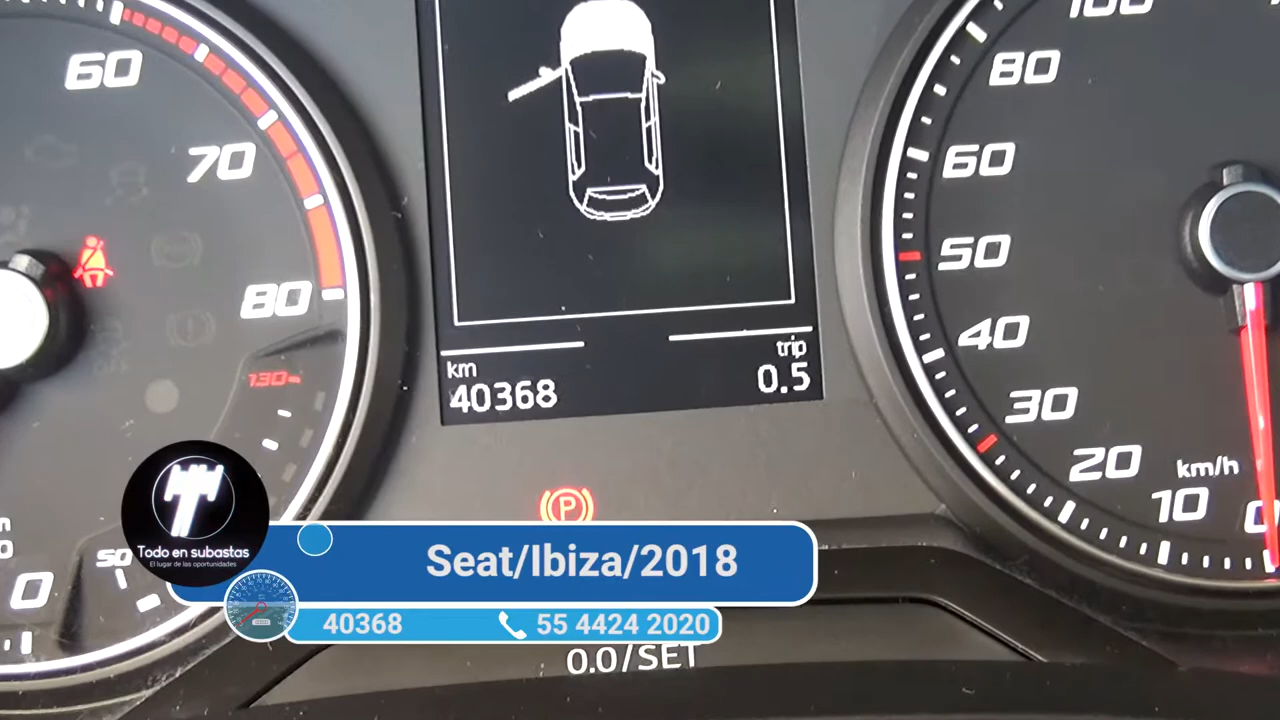 60
70
80
130
50
0
km
40368
trip
0.5
P
100
80
60
50
40
30
20
10
0
km/h
Todo en subastas
El lugar de las oportunidades
Seat/Ibiza/2018
40368
55 4424 2020
0.0/SET